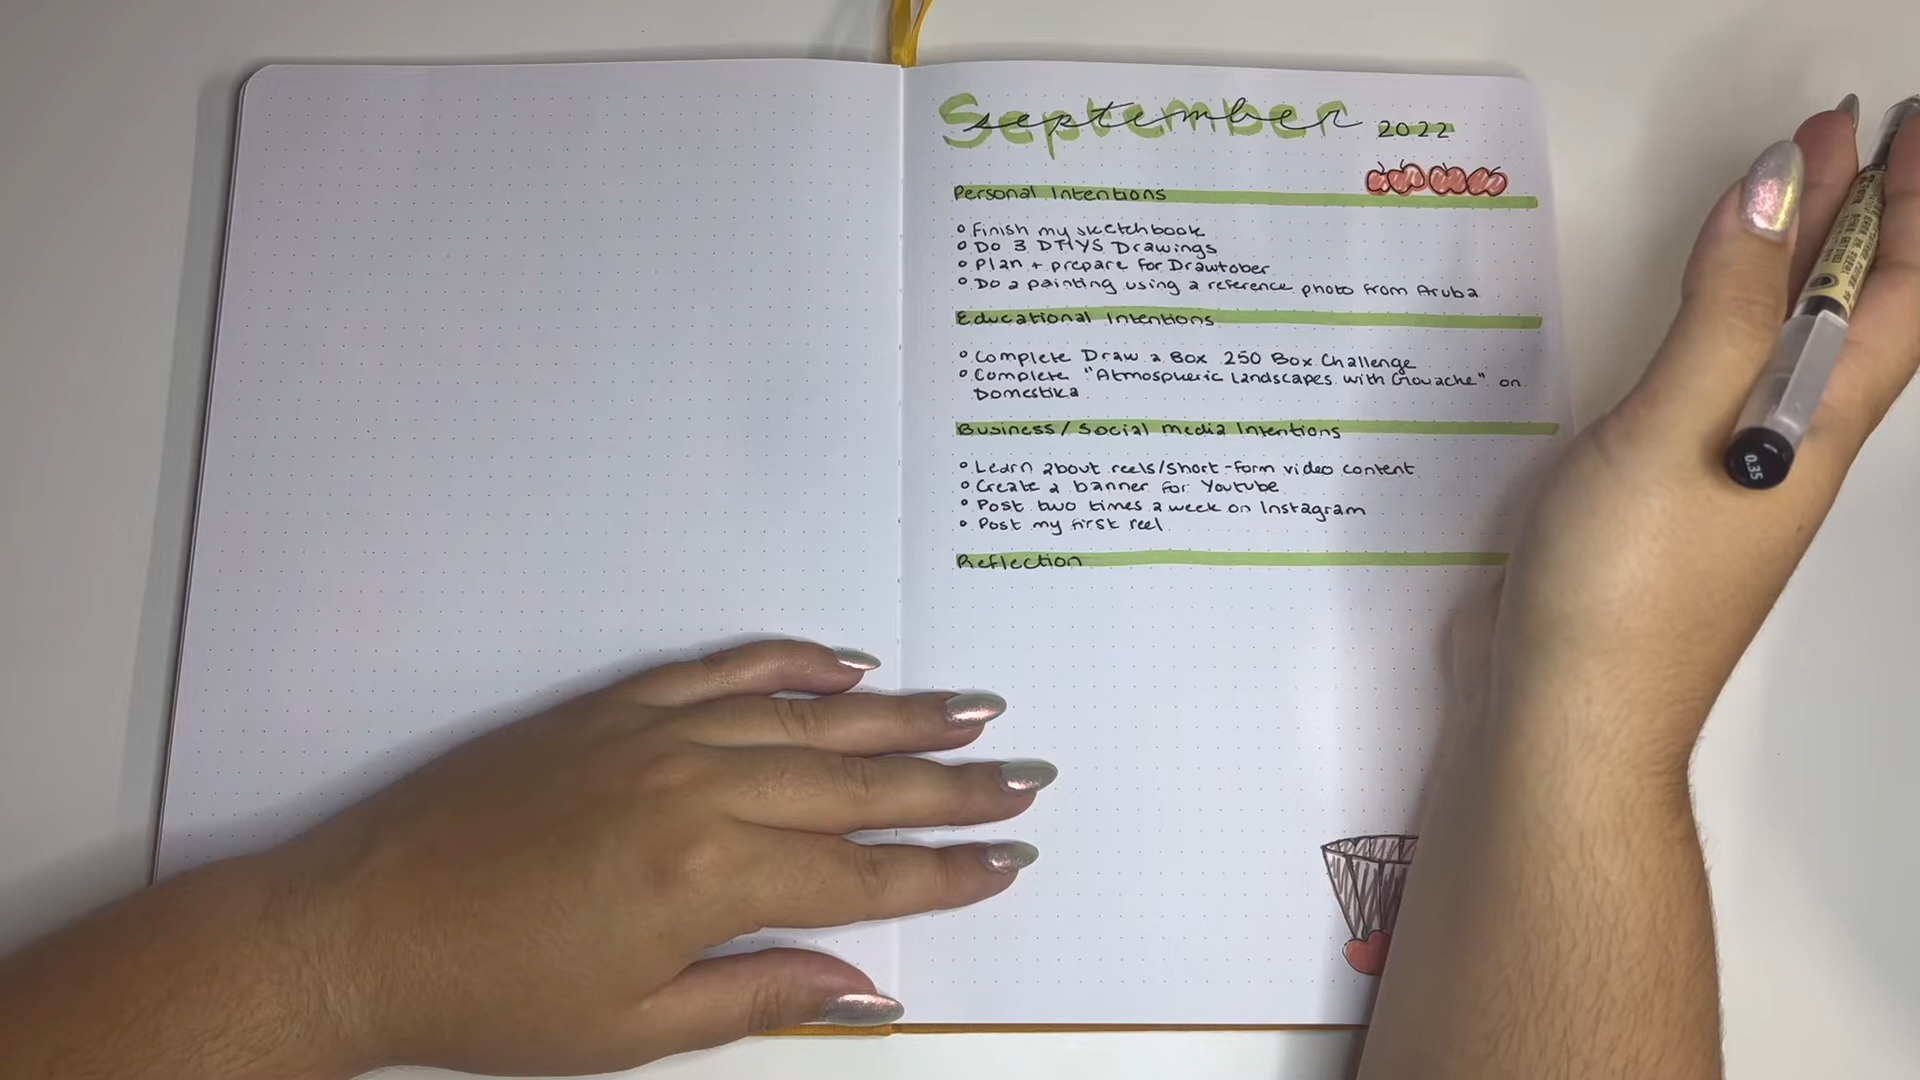 September
september 2022
Personal Intentions
Finish my sketchbook
Do 3 DTIYS Drawings
Plan + prepare for Drawtober
Do a painting using a reference photo from Aruba
Educational Intentions
Complete Draw a Box 250 Box Challenge
Complete "Atmospheric Landscapes with Gouache" on
Domestika
Business/Social Media Intentions
Learn about reels/short-form video content
Create a banner for Youtube
Post two times a week on Instagram
Post my first reel
Reflection
0.35